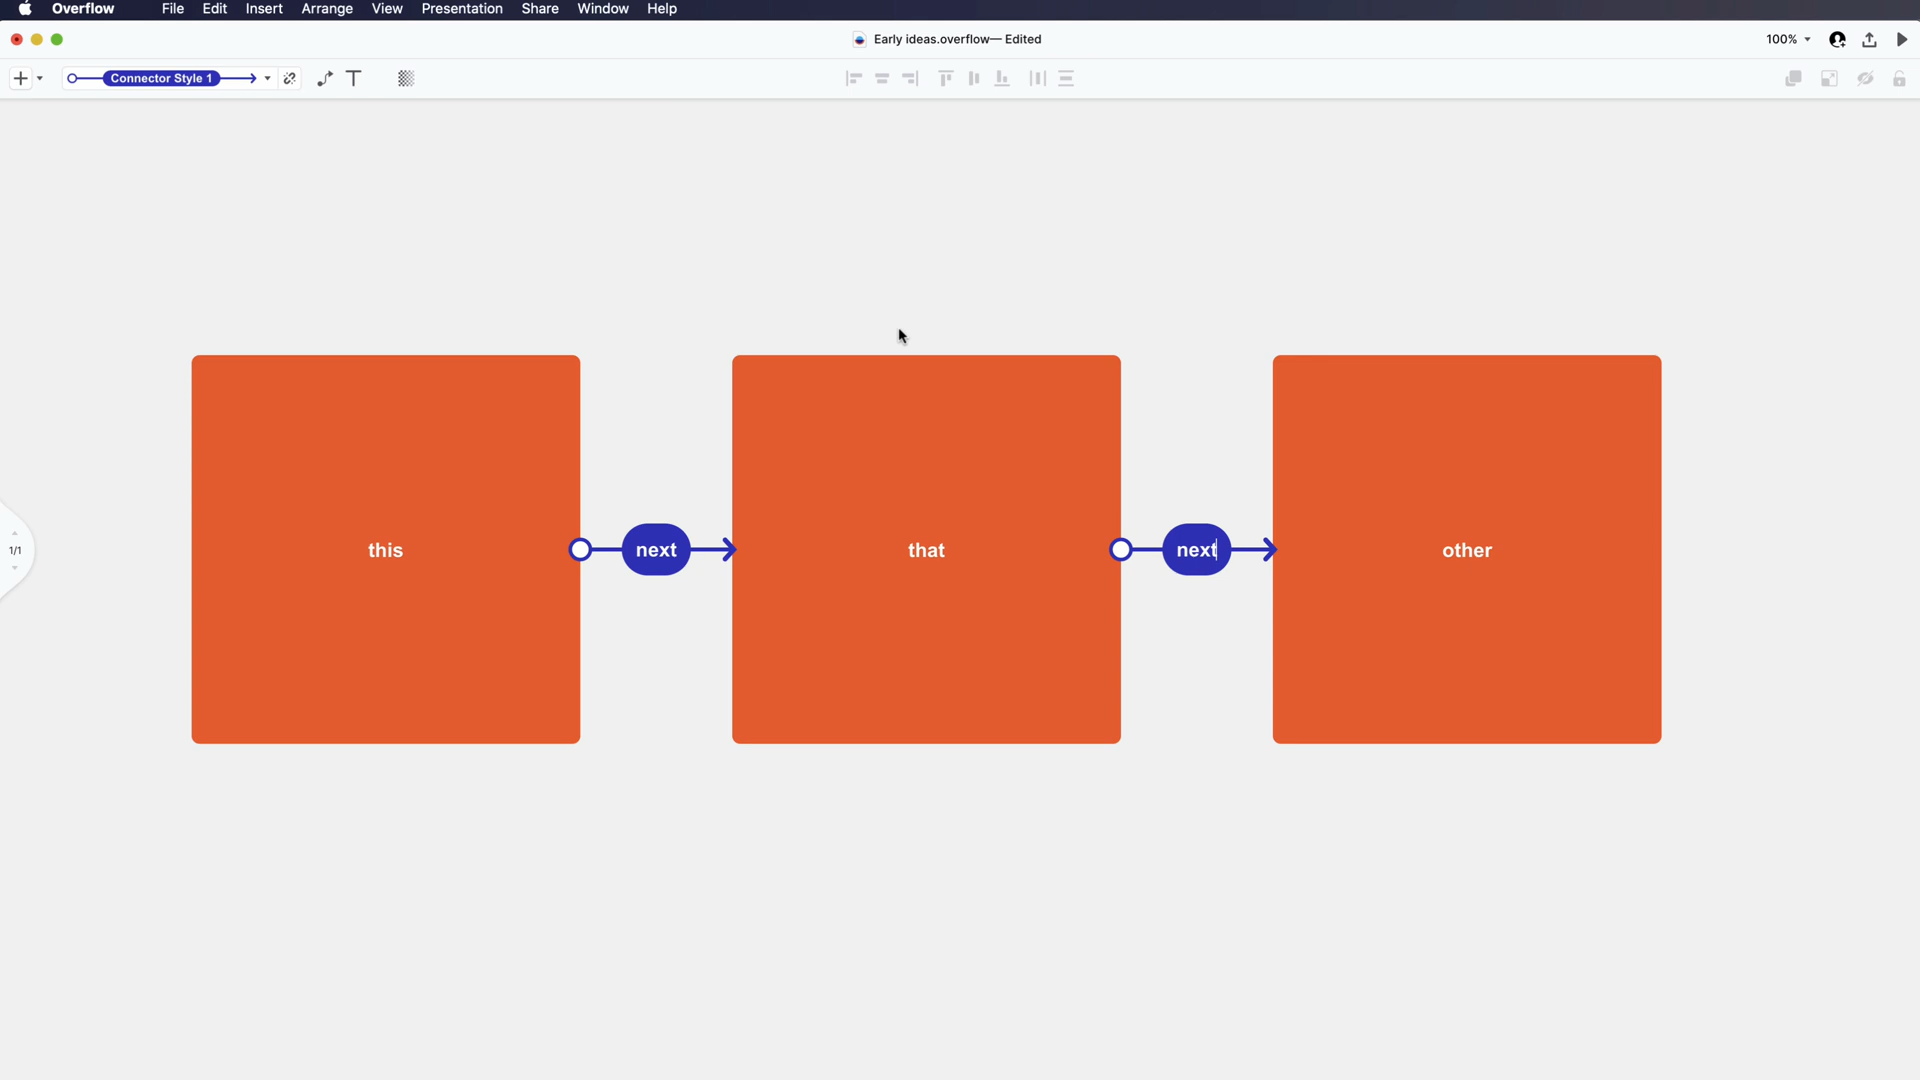 Overflow File Edit Insert Arrange View Presentation Share Window Help
Early ideas.overflow— Edited
100%
Connector Style 1
this next that next other
1/1